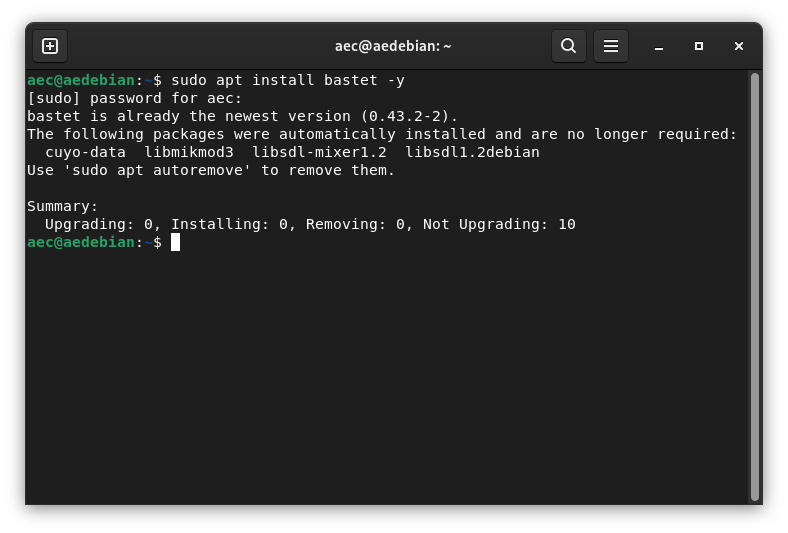 aec@aedebian: ~
aec@aedebian:~$ sudo apt install bastet -y
[sudo] password for aec:
bastet is already the newest version (0.43.2-2).
The following packages were automatically installed and are no longer required:
  cuyo-data  libmikmod3  libsdl-mixer1.2  libsdl1.2debian
Use 'sudo apt autoremove' to remove them.

Summary:
  Upgrading: 0, Installing: 0, Removing: 0, Not Upgrading: 10
aec@aedebian:~$